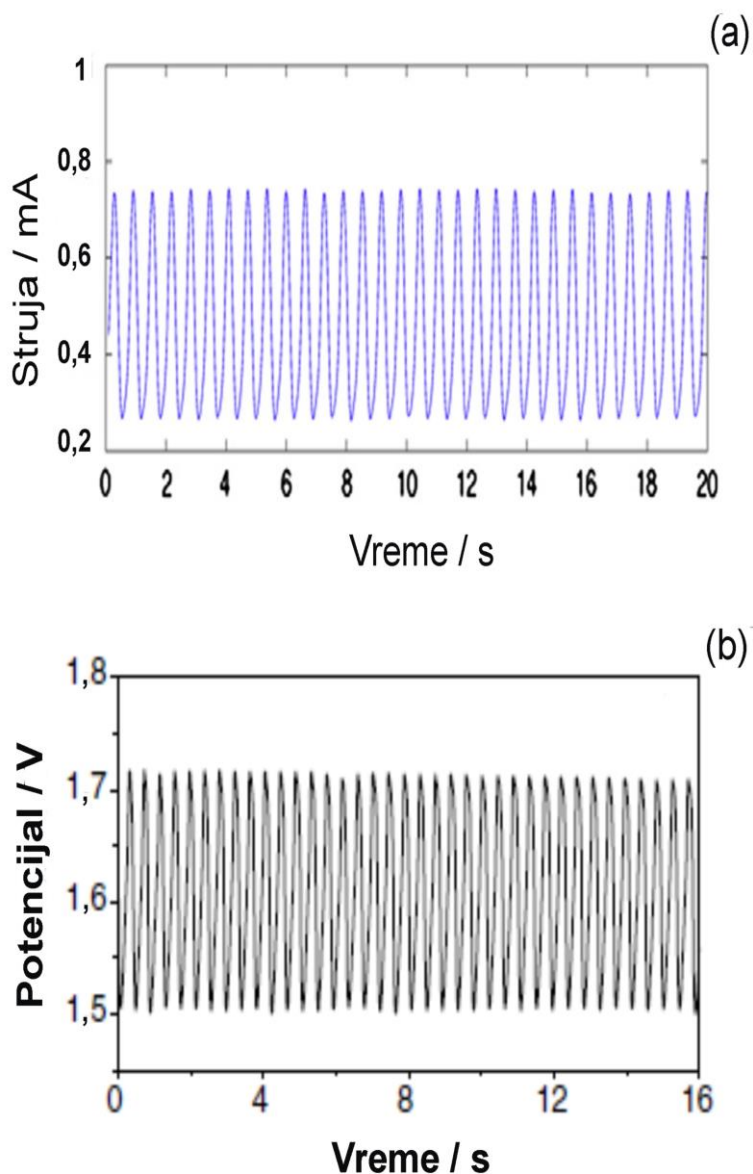 (a)
1
0,8
0,6
0,4
0,2
Struja / mA
0 2 4 6 8 10 12 14 16 18 20
Vreme / s
(b)
1,8
1,7
1,6
1,5
Potencijal / V
0 4 8 12 16
Vreme / s